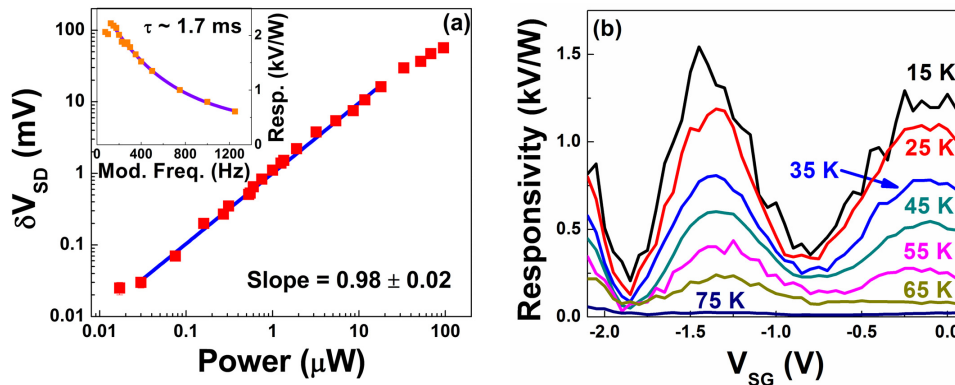 (a)
τ ~ 1.7 ms
Resp. (kV/W)
2
1
0
0 400 800 1200
Mod. Freq. (Hz)
δV_SD (mV)
100
10
1
0.1
0.01
Slope = 0.98 ± 0.02
0.01 0.1 1 10 100
Power (μW)
(b)
Responsivity (kV/W)
1.5
1.0
0.5
0.0
15 K
25 K
35 K
45 K
55 K
65 K
75 K
-2.0 -1.5 -1.0 -0.5 0.0
V_SG (V)